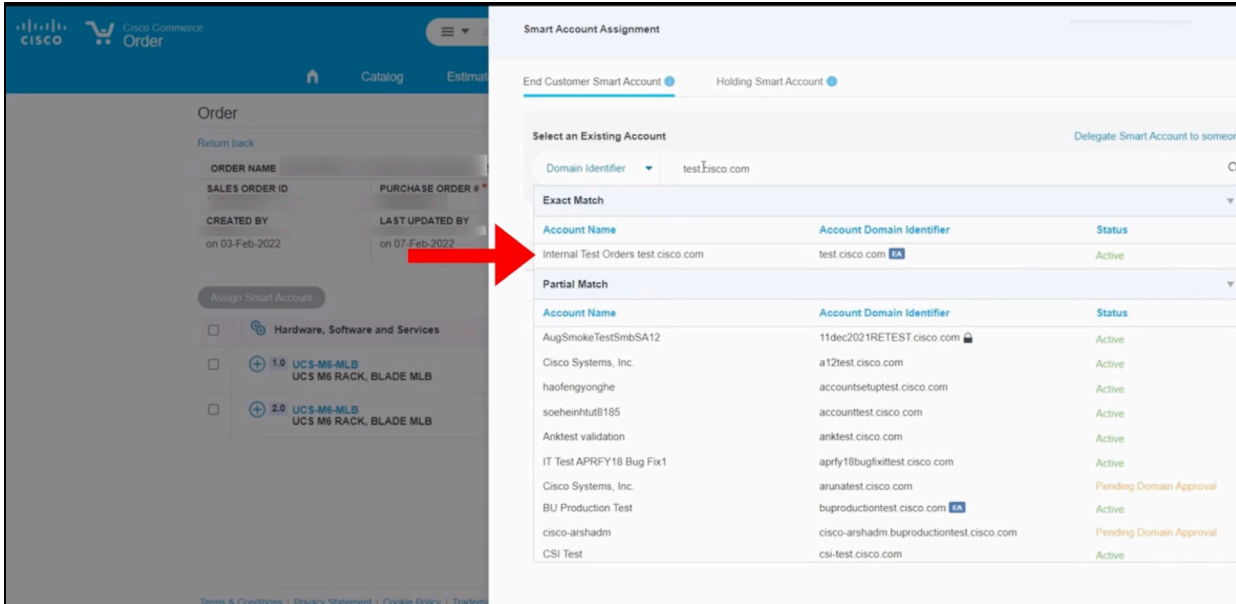 cisco
Cisco Commerce
Order
Catalog
Order
Return back
ORDER NAME
SALES ORDER ID PURCHASE ORDER # *
CREATED BY LAST UPDATED BY
on 03-Feb-2022 on 07-Feb-2022
Assign Smart Account
Hardware, Software and Services
1.0 UCS-M6-MLB
UCS M6 RACK, BLADE MLB
2.0 UCS-M6-MLB
UCS M6 RACK, BLADE MLB
Terms & Conditions | Privacy Statement | Cookie Policy |
Smart Account Assignment
End Customer Smart Account Holding Smart Account
Select an Existing Account Delegate Smart Account to
Domain Identifier test.cisco.com
Exact Match
Account Name Account Domain Identifier Status
Internal Test Orders test.cisco.com test.cisco.com EA Active
Partial Match
Account Name Account Domain Identifier Status
AugSmokeTestSmbSA12 11dec2021RETEST.cisco.com Active
Cisco Systems, Inc. a12test.cisco.com Active
haofengyonghe accountsetuptest.cisco.com Active
soeheinhtut8185 accounttest.cisco.com Active
Anktest validation anktest.cisco.com Active
IT Test APRFY18 Bug Fix1 aprfy18bugfixittest.cisco.com Active
Cisco Systems, Inc. arunatest.cisco.com Pending Domain Approval
BU Production Test buproductiontest.cisco.com EA Active
cisco-arshadm cisco-arshadm.buproductiontest.cisco.com Pending Domain Approval
CSI Test csi-test.cisco.com Active